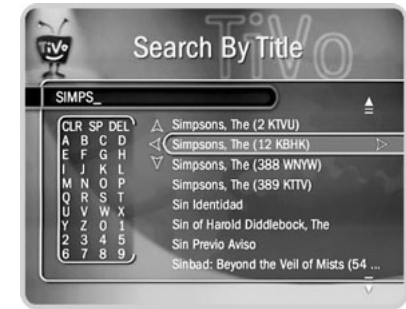 TiVo
TiVo
Search By Title
SIMPS_
CLR SP DEL
A B C D
E F G H
I J K L
M N O P
Q R S T
U V W X
Y Z 0 1
2 3 4 5
6 7 8 9
Simpsons, The (2 KTVU)
Simpsons, The (12 KBHK)
Simpsons, The (388 WNYW)
Simpsons, The (389 KTTV)
Sin Identidad
Sin of Harold Diddlebock, The
Sin Previo Aviso
Sinbad: Beyond the Veil of Mists (54 ...